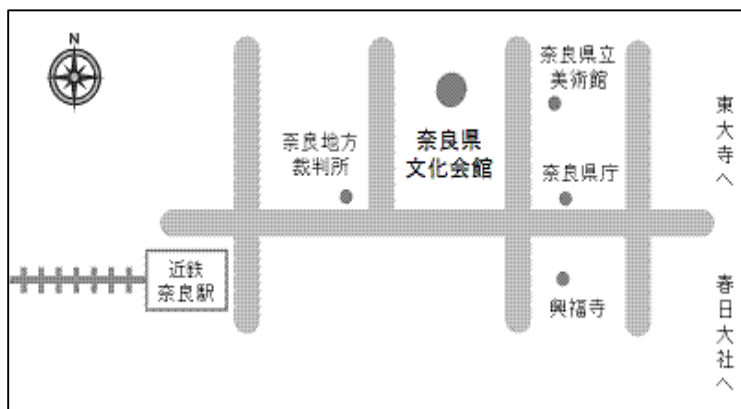 N
奈良県立
美術館
奈良地方
裁判所
奈良県
文化会館
奈良県庁
東大寺へ
近鉄
奈良駅
興福寺
春日大社へ